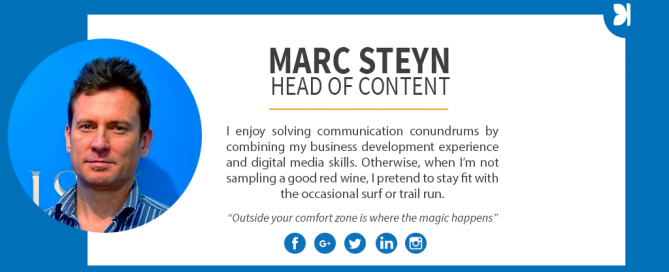 MARC STEYN
HEAD OF CONTENT
I enjoy solving communication conundrums by
combining my business development experience
and digital media skills. Otherwise, when I'm not
sampling a good red wine, I pretend to stay fit with
the occasional surf or trail run.
“Outside your comfort zone is where the magic happens”
f G+ in